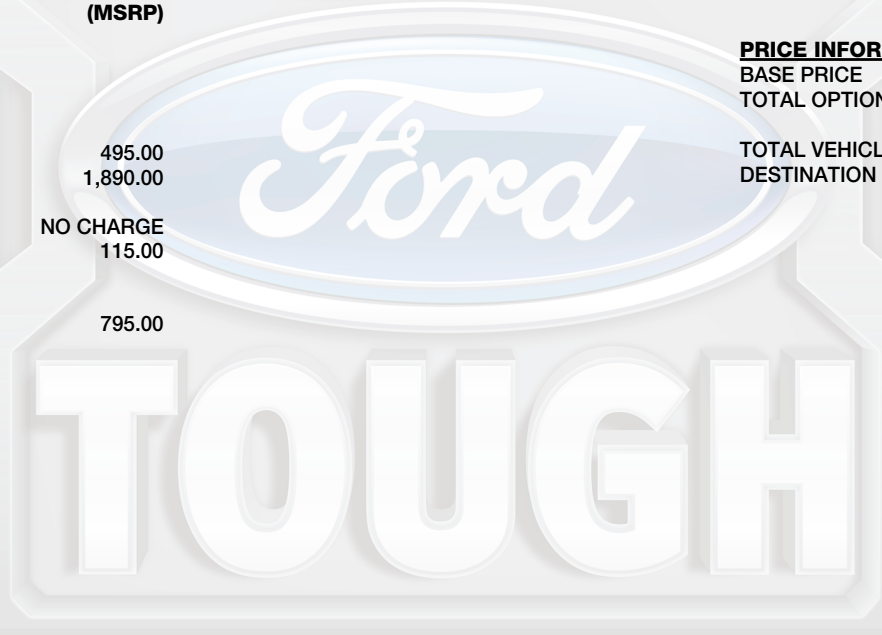 (MSRP)
495.00
1,890.00
NO CHARGE
115.00
795.00
PRICE INFOR
BASE PRICE
TOTAL OPTION
TOTAL VEHICL
DESTINATION
Ford
TOUGH